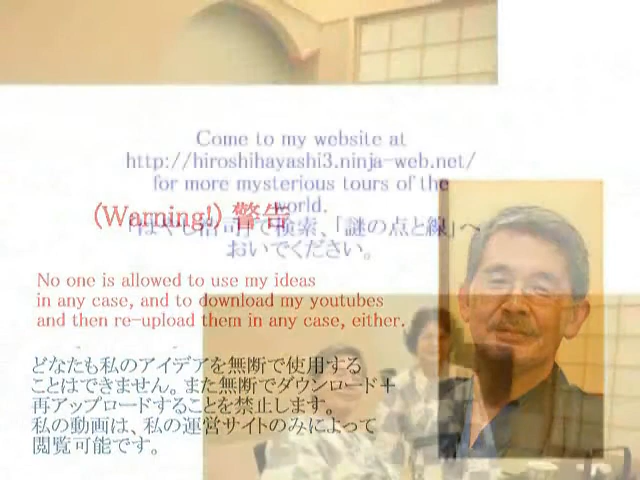 Come to my website at
http://hiroshihayashi3.ninja-web.net/
for more mysterious tours of the
world.
(Warning!) 警告
「はやし浩司」で検索、「謎の点と線」へ
おいでください。
No one is allowed to use my ideas
in any case, and to download my youtubes
and then re-upload them in any case, either.
どなたも私のアイデアを無断で使用する
ことはできません。また無断でダウンロード＋
再アップロードすることを禁止します。
私の動画は、私の運営サイトのみによって
閲覧可能です。